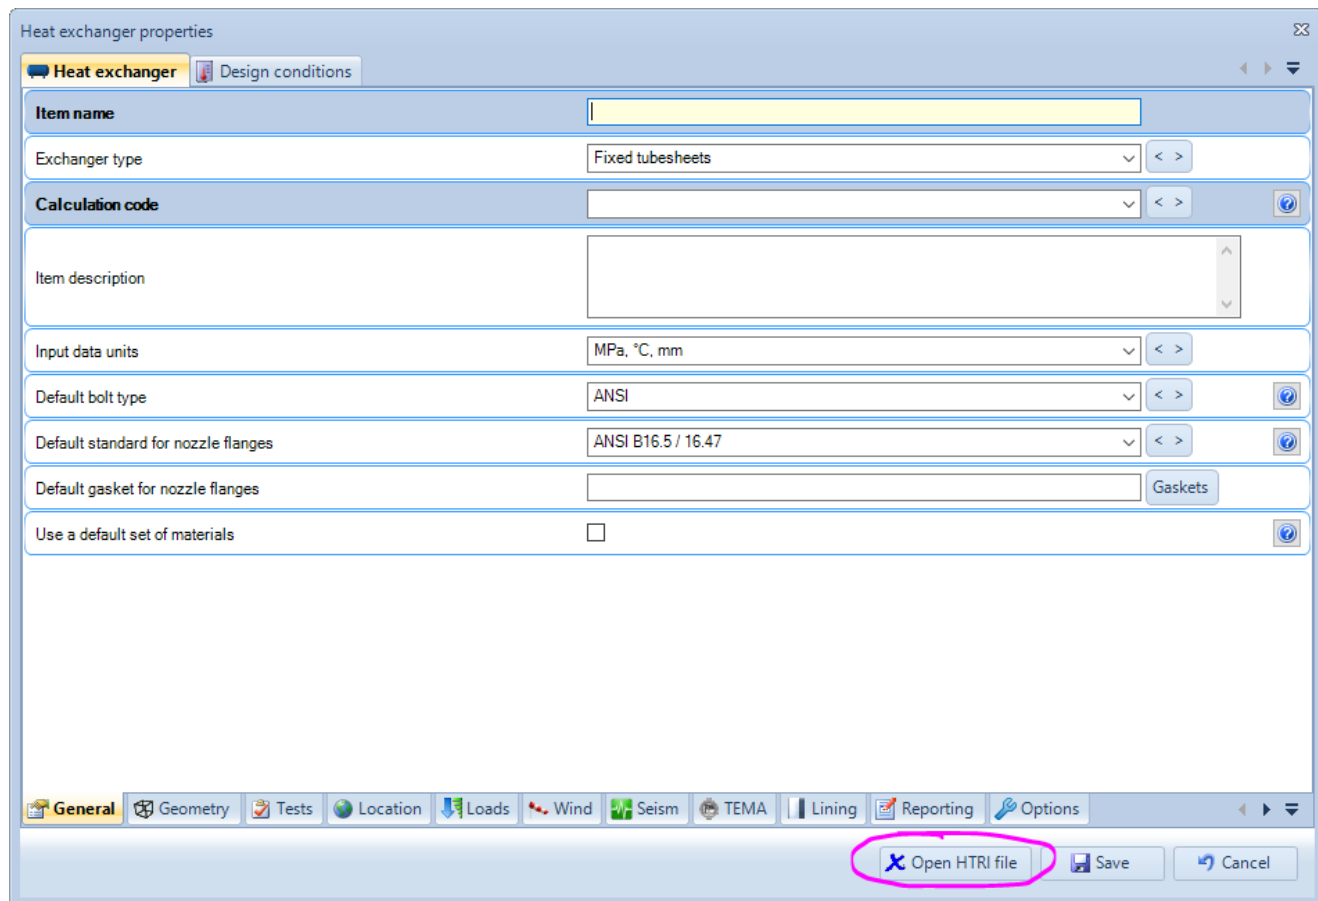 Heat exchanger properties
Heat exchanger Design conditions
Item name
Exchanger type Fixed tubesheets < >
Calculation code < >
Item description
Input data units MPa, °C, mm < >
Default bolt type ANSI < >
Default standard for nozzle flanges ANSI B16.5 / 16.47 < >
Default gasket for nozzle flanges Gaskets
Use a default set of materials
General Geometry Tests Location Loads Wind Seism TEMA Lining Reporting Options
Open HTRI file Save Cancel